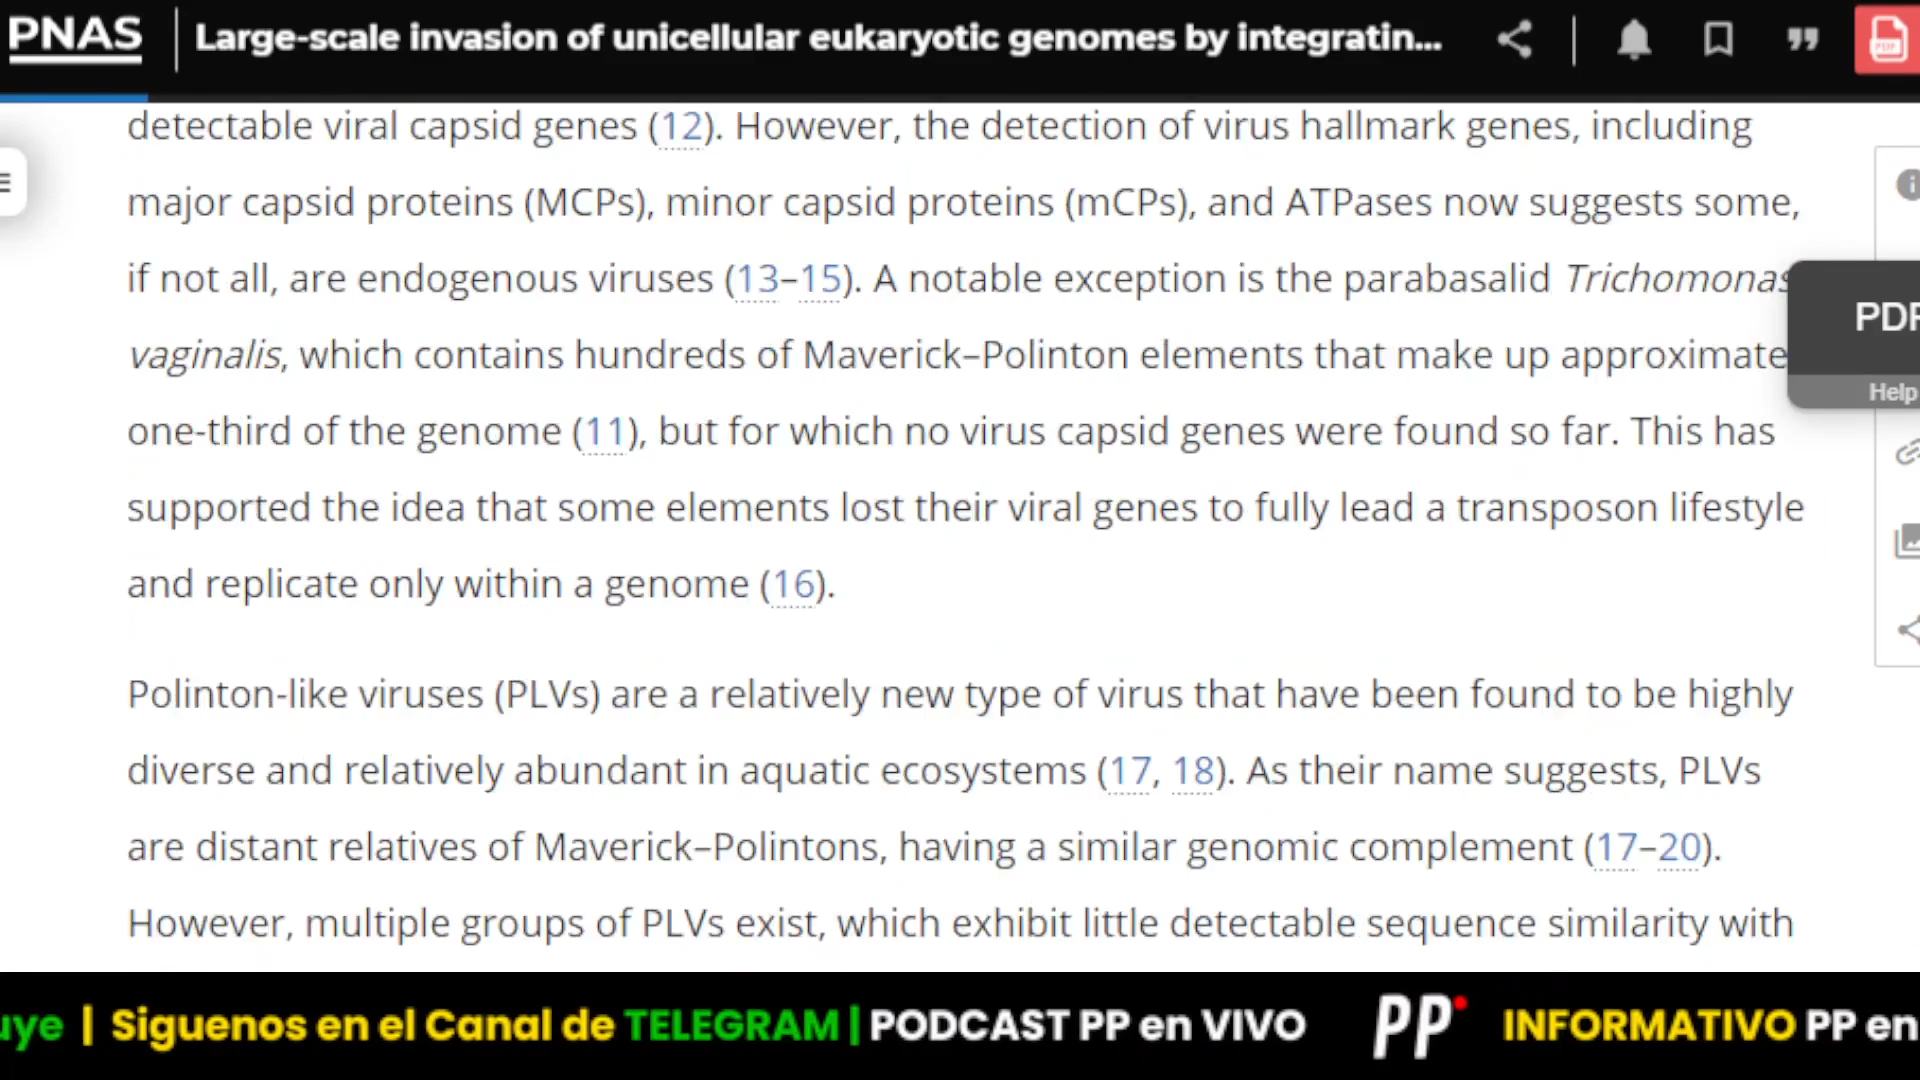 PNAS
Large-scale invasion of unicellular eukaryotic genomes by integratin...
PDF
detectable viral capsid genes (12). However, the detection of virus hallmark genes, including
major capsid proteins (MCPs), minor capsid proteins (mCPs), and ATPases now suggests some,
if not all, are endogenous viruses (13–15). A notable exception is the parabasalid Trichomonas
vaginalis, which contains hundreds of Maverick–Polinton elements that make up approximate
one-third of the genome (11), but for which no virus capsid genes were found so far. This has
supported the idea that some elements lost their viral genes to fully lead a transposon lifestyle
and replicate only within a genome (16).
PDF
Help
Polinton-like viruses (PLVs) are a relatively new type of virus that have been found to be highly
diverse and relatively abundant in aquatic ecosystems (17, 18). As their name suggests, PLVs
are distant relatives of Maverick–Polintons, having a similar genomic complement (17–20).
However, multiple groups of PLVs exist, which exhibit little detectable sequence similarity with
uye | Siguenos en el Canal de TELEGRAM | PODCAST PP en VIVO PP INFORMATIVO PP en